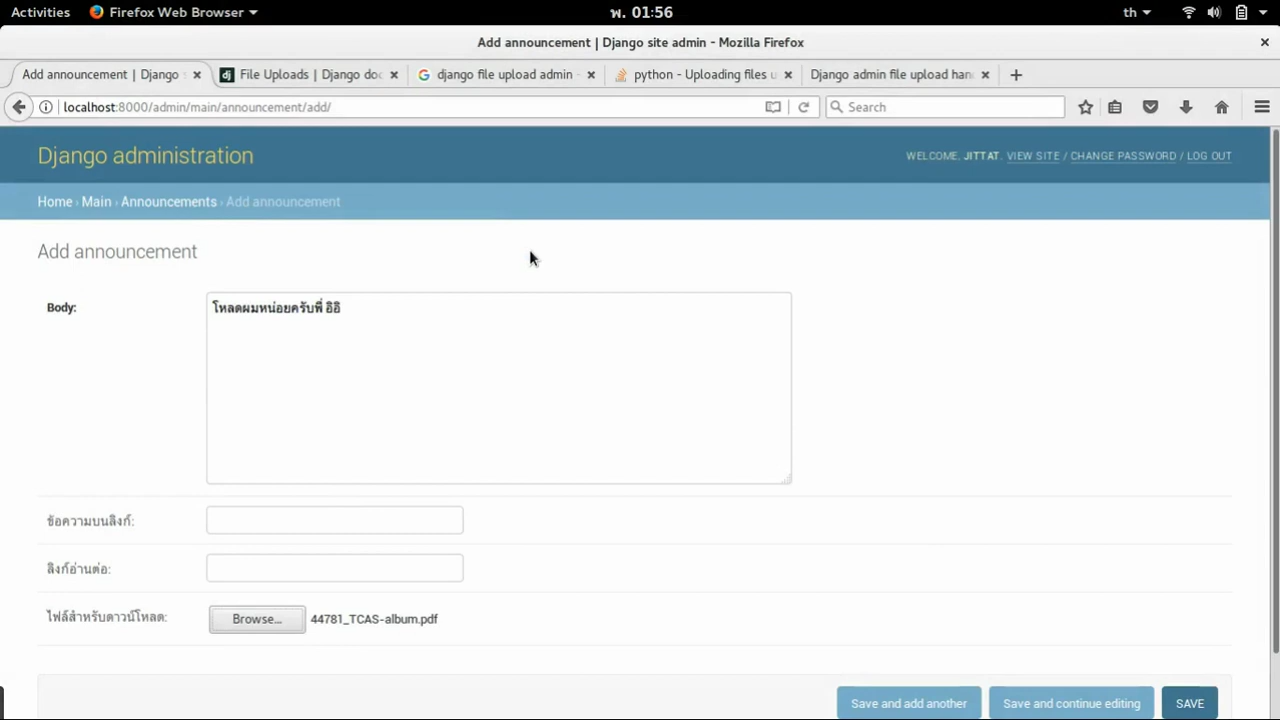 Activities Firefox Web Browser พ. 01:56 th
Add announcement | Django site admin - Mozilla Firefox
Add announcement | Django File Uploads | Django doc django file upload admin - python - Uploading files u Django admin file upload han
localhost:8000/admin/main/announcement/add/ Search
Django administration WELCOME, JITTAT. VIEW SITE / CHANGE PASSWORD / LOG OUT
Home › Main › Announcements › Add announcement
Add announcement
Body: โหลดผมหน่อยครับพี่ อิอิ
ข้อความบนลิงก์:
ลิงก์อ่านต่อ:
ไฟล์สำหรับดาวน์โหลด: Browse... 44781_TCAS-album.pdf
Save and add another Save and continue editing SAVE